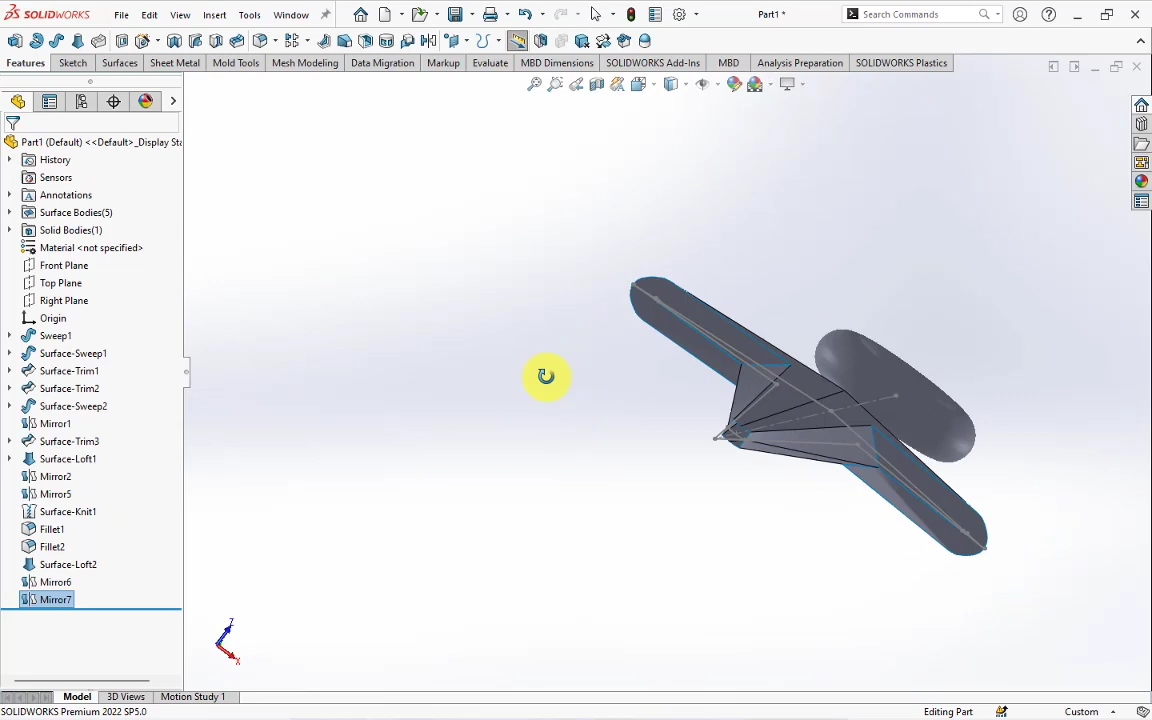 SOLIDWORKS File Edit View Insert Tools Window Part1 * Search Commands
Features Sketch Surfaces Sheet Metal Mold Tools Mesh Modeling Data Migration Markup Evaluate MBD Dimensions SOLIDWORKS Add-Ins MBD Analysis Preparation SOLIDWORKS Plastics
Part1 (Default) <<Default>_Display Sta
History
Sensors
Annotations
Surface Bodies(5)
Solid Bodies(1)
Material <not specified>
Front Plane
Top Plane
Right Plane
Origin
Sweep1
Surface-Sweep1
Surface-Trim1
Surface-Trim2
Surface-Sweep2
Mirror1
Surface-Trim3
Surface-Loft1
Mirror2
Mirror5
Surface-Knit1
Fillet1
Fillet2
Surface-Loft2
Mirror6
Mirror7
Z
X
Model 3D Views Motion Study 1
SOLIDWORKS Premium 2022 SP5.0 Editing Part Custom